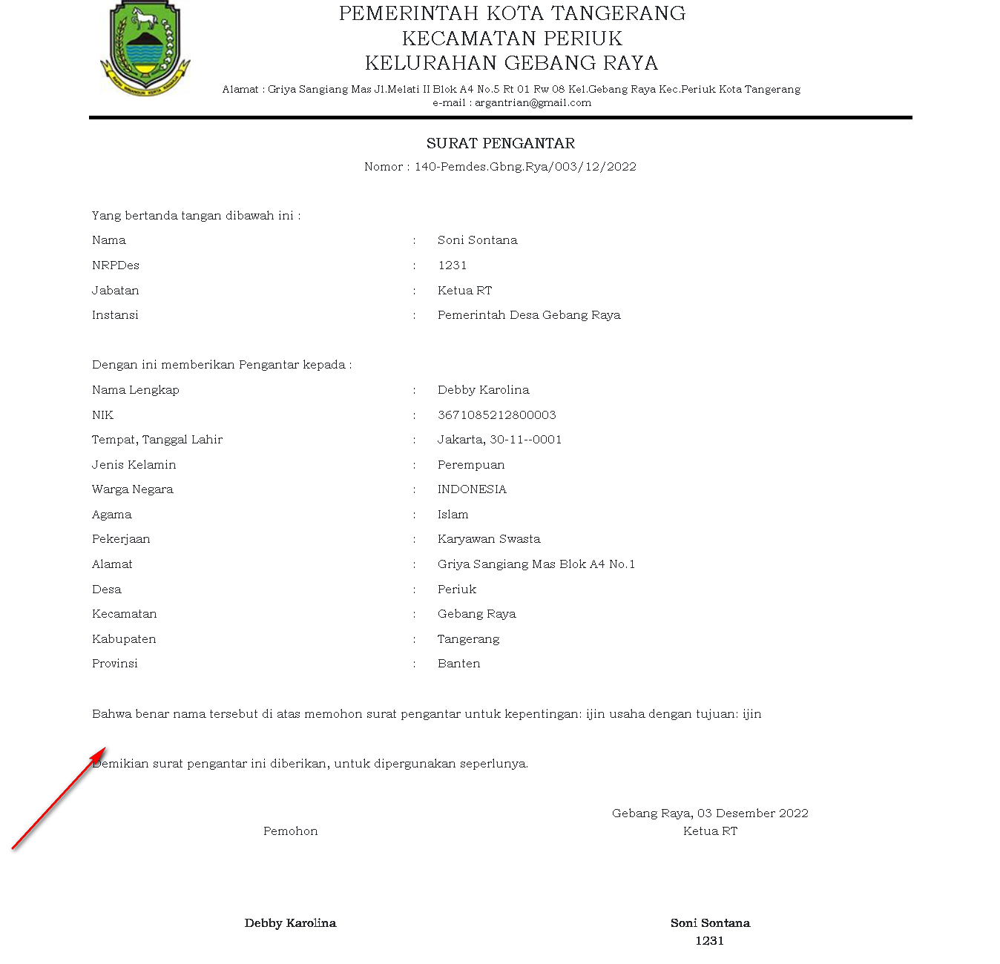 PEMERINTAH KOTA TANGERANG
KECAMATAN PERIUK
KELURAHAN GEBANG RAYA
Alamat : Griya Sangiang Mas Jl.Melati II Blok A4 No.5 Rt 01 Rw 08 Kel.Gebang Raya Kec.Periuk Kota Tangerang
e-mail : argantrian@gmail.com
SURAT PENGANTAR
Nomor : 140-Pemdes.Gbng.Rya/003/12/2022
Yang bertanda tangan dibawah ini :
Nama : Soni Sontana
NRPDes : 1231
Jabatan : Ketua RT
Instansi : Pemerintah Desa Gebang Raya
Dengan ini memberikan Pengantar kepada :
Nama Lengkap : Debby Karolina
NIK : 3671085212800003
Tempat, Tanggal Lahir : Jakarta, 30-11--0001
Jenis Kelamin : Perempuan
Warga Negara : INDONESIA
Agama : Islam
Pekerjaan : Karyawan Swasta
Alamat : Griya Sangiang Mas Blok A4 No.1
Desa : Periuk
Kecamatan : Gebang Raya
Kabupaten : Tangerang
Provinsi : Banten
Bahwa benar nama tersebut di atas memohon surat pengantar untuk kepentingan: ijin usaha dengan tujuan: ijin
Demikian surat pengantar ini diberikan, untuk dipergunakan seperlunya.
Gebang Raya, 03 Desember 2022
Pemohon Ketua RT
Debby Karolina Soni Sontana
1231